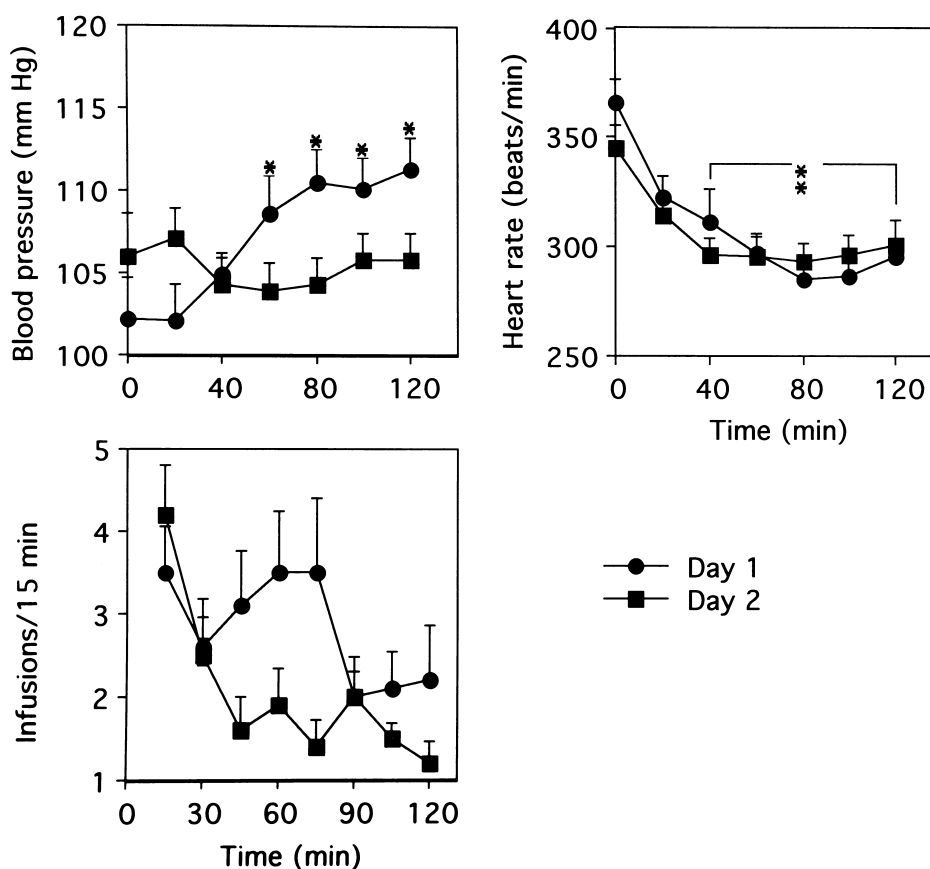 Blood pressure (mm Hg)
120
115
110
105
100
* * * *
0 40 80 120
Heart rate (beats/min)
400
350
300
250
*
*
0 40 80 120
Time (min)
Infusions/15 min
5
4
3
2
1
0 30 60 90 120
Time (min)
Day 1
Day 2